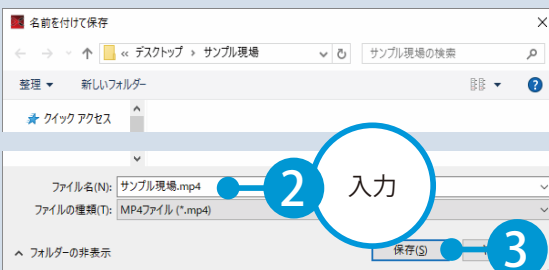 名前を付けて保存
« デスクトップ › サンプル現場
サンプル現場の検索
整理
新しいフォルダー
クイック アクセス
ファイル名(N): サンプル現場.mp4
2
入力
ファイルの種類(T): MP4ファイル (*.mp4)
フォルダーの非表示
保存(S)
3